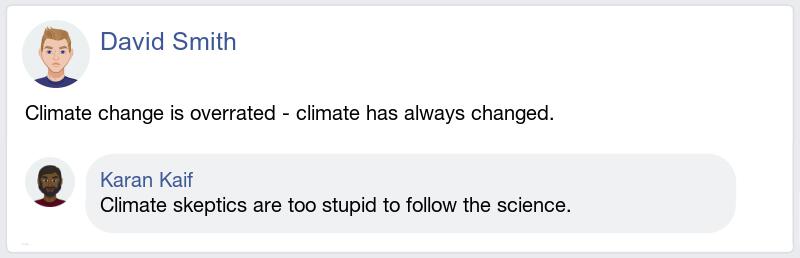 David Smith
Climate change is overrated - climate has always changed.
Karan Kaif
Climate skeptics are too stupid to follow the science.